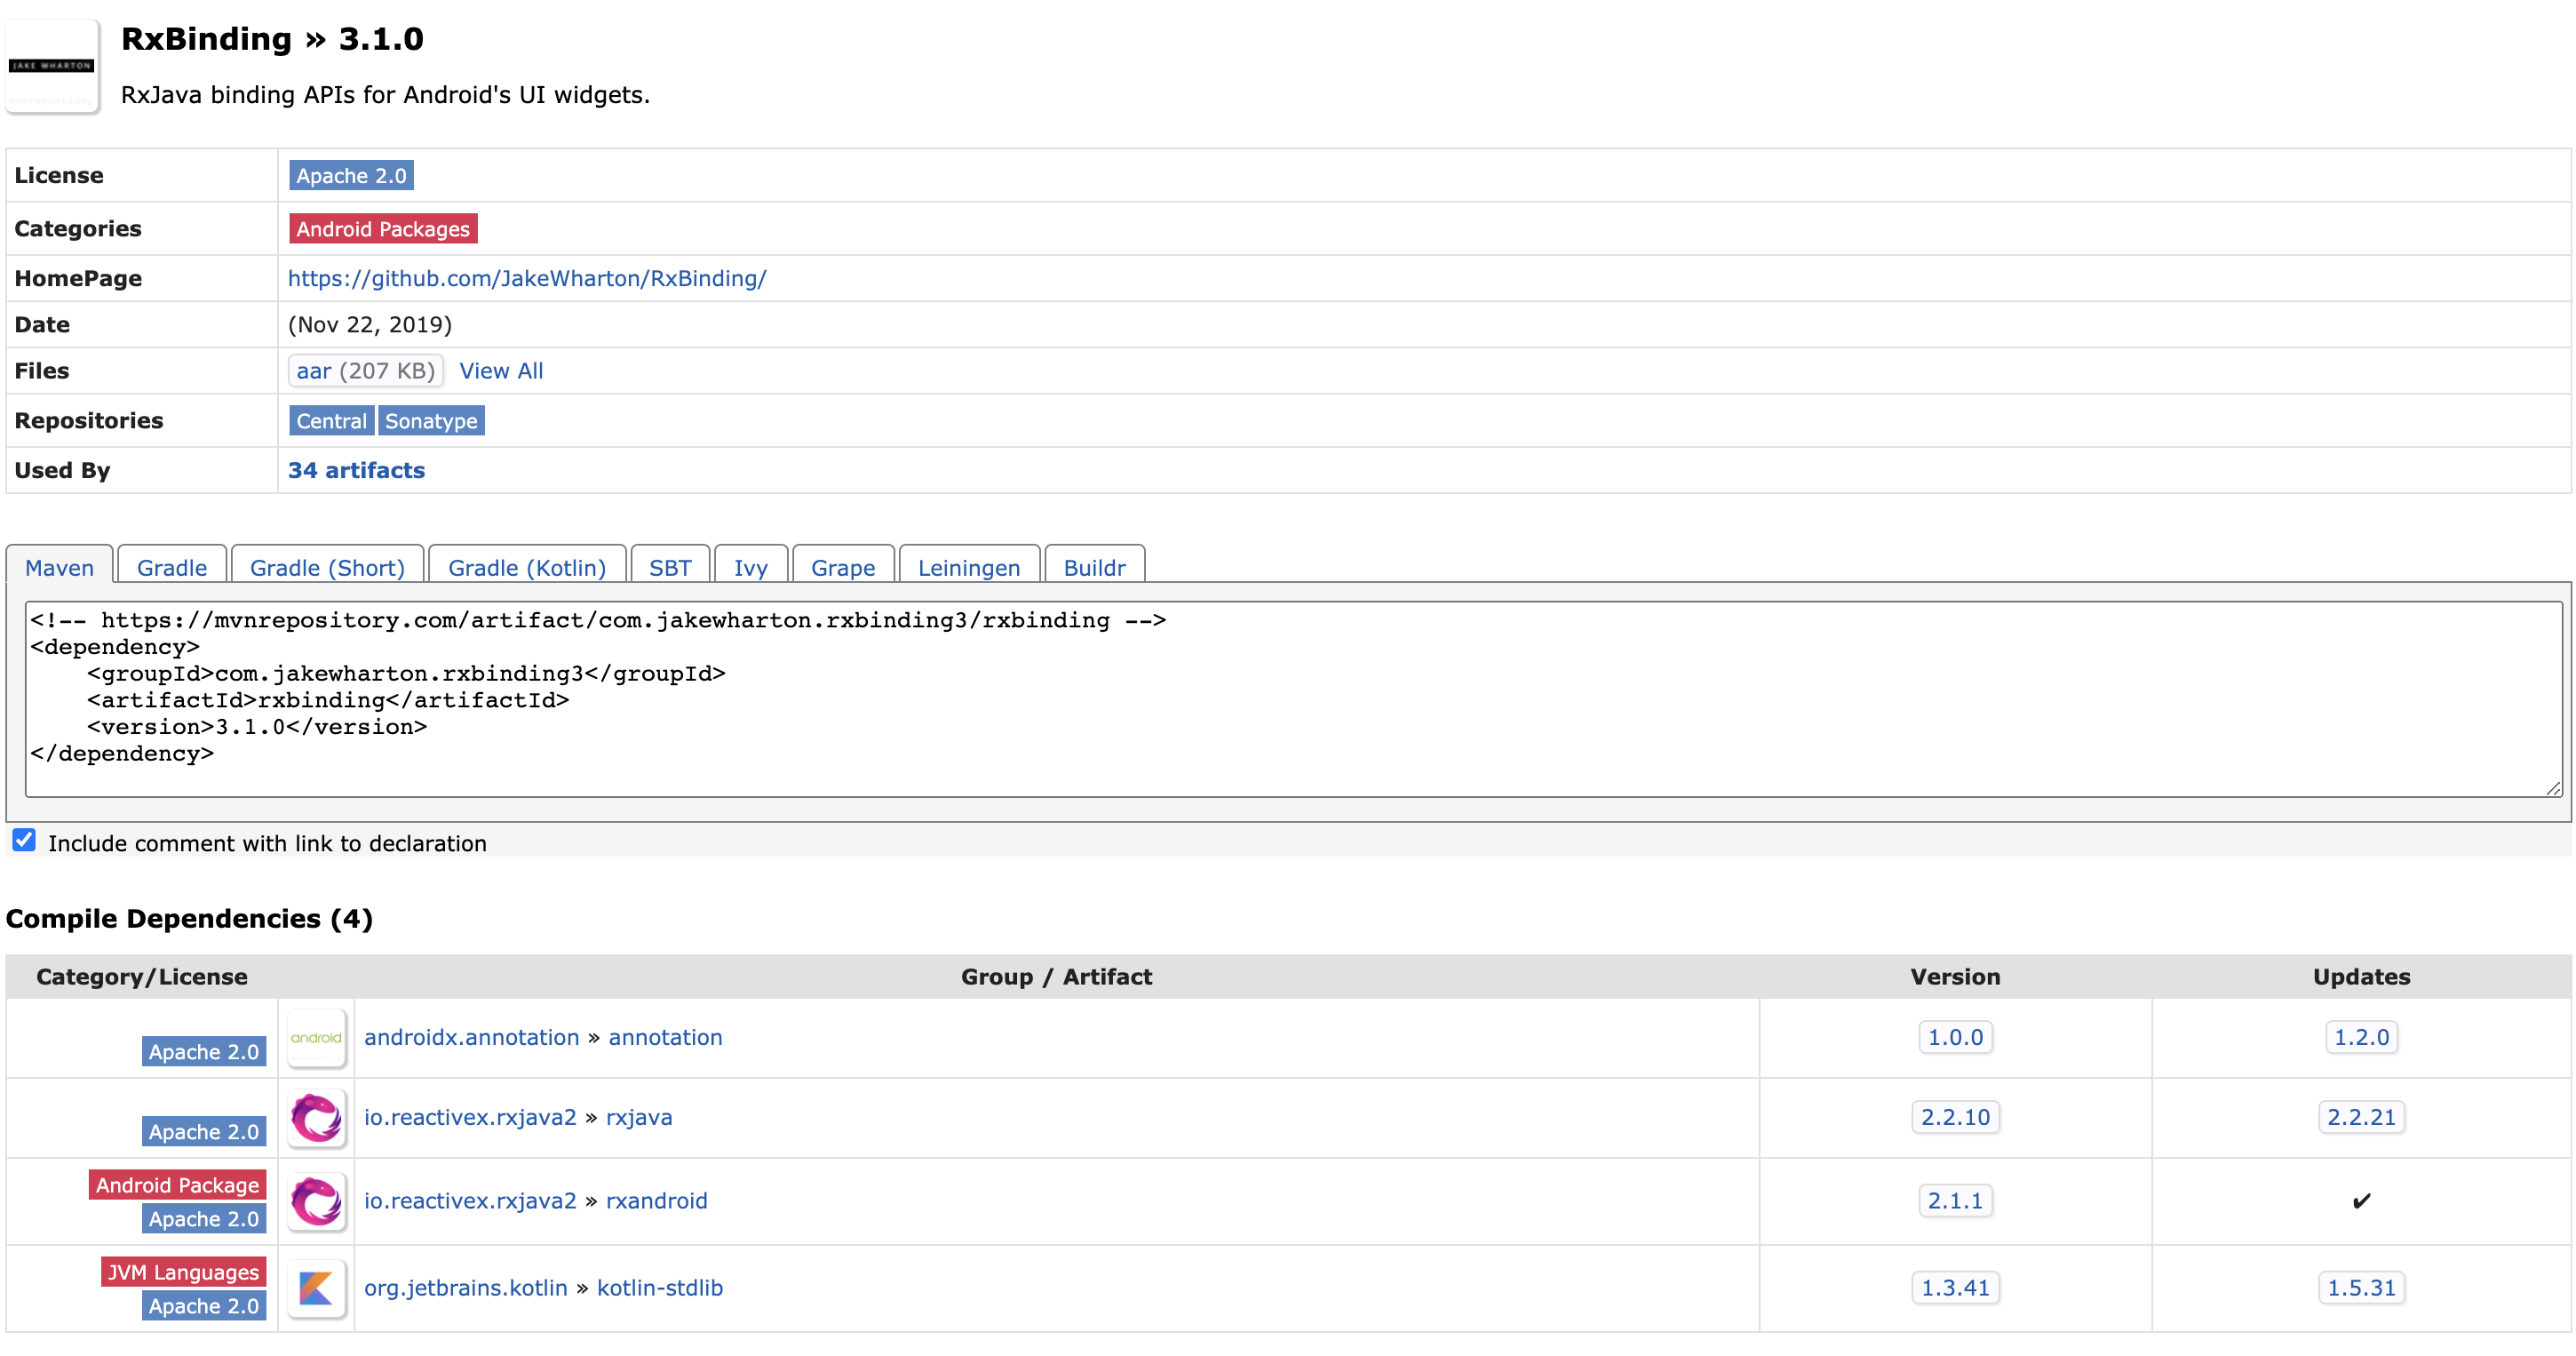 JAKE WHARTON
RxBinding » 3.1.0
RxJava binding APIs for Android's UI widgets.
License Apache 2.0
Categories Android Packages
HomePage https://github.com/JakeWharton/RxBinding/
Date (Nov 22, 2019)
Files aar (207 KB) View All
Repositories Central Sonatype
Used By 34 artifacts
Maven Gradle Gradle (Short) Gradle (Kotlin) SBT Ivy Grape Leiningen Buildr
<!-- https://mvnrepository.com/artifact/com.jakewharton.rxbinding3/rxbinding -->
<dependency>
    <groupId>com.jakewharton.rxbinding3</groupId>
    <artifactId>rxbinding</artifactId>
    <version>3.1.0</version>
</dependency>
Include comment with link to declaration
Compile Dependencies (4)
Category/License Group / Artifact Version Updates
Apache 2.0 android androidx.annotation » annotation 1.0.0 1.2.0
Apache 2.0 io.reactivex.rxjava2 » rxjava 2.2.10 2.2.21
Android Package
Apache 2.0 io.reactivex.rxjava2 » rxandroid 2.1.1 ✔
JVM Languages
Apache 2.0 org.jetbrains.kotlin » kotlin-stdlib 1.3.41 1.5.31